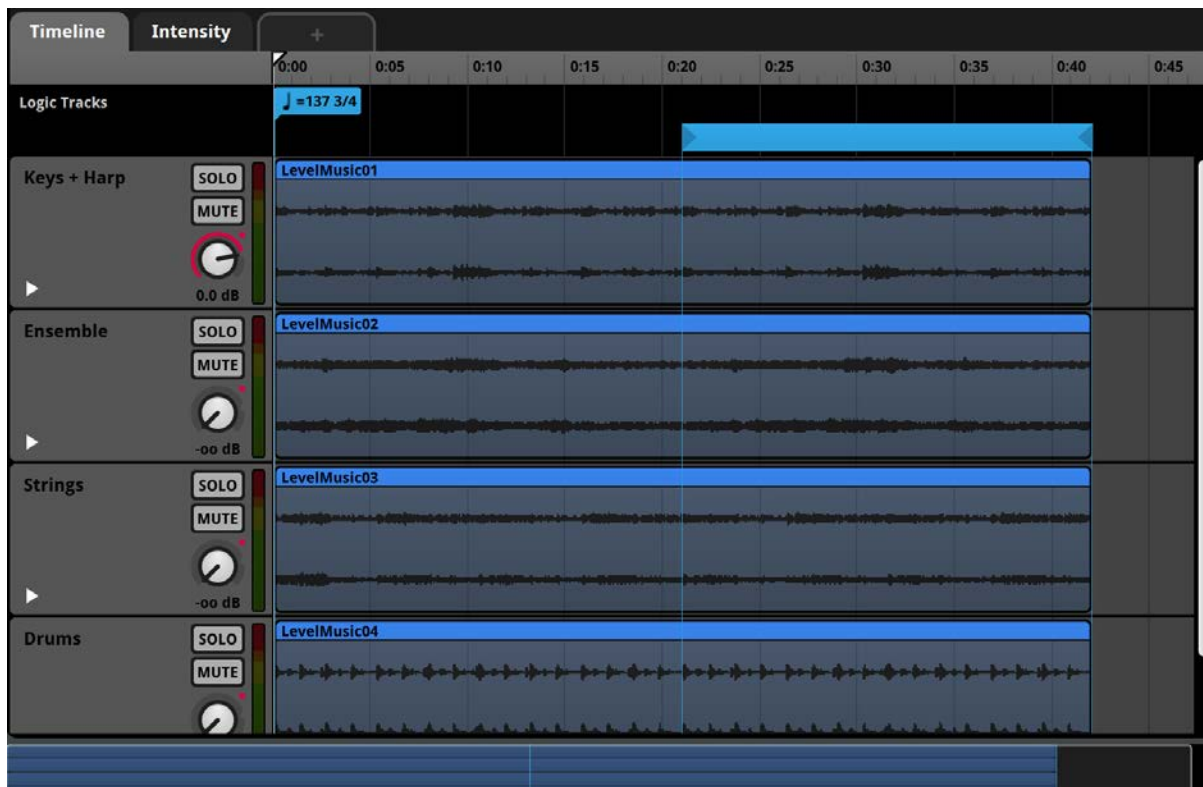 Timeline Intensity +
0:00 0:05 0:10 0:15 0:20 0:25 0:30 0:35 0:40 0:45
Logic Tracks
♩=137 3/4
Keys + Harp
SOLO
MUTE
0.0 dB
LevelMusic01
Ensemble
SOLO
MUTE
-oo dB
LevelMusic02
Strings
SOLO
MUTE
-oo dB
LevelMusic03
Drums
SOLO
MUTE
LevelMusic04